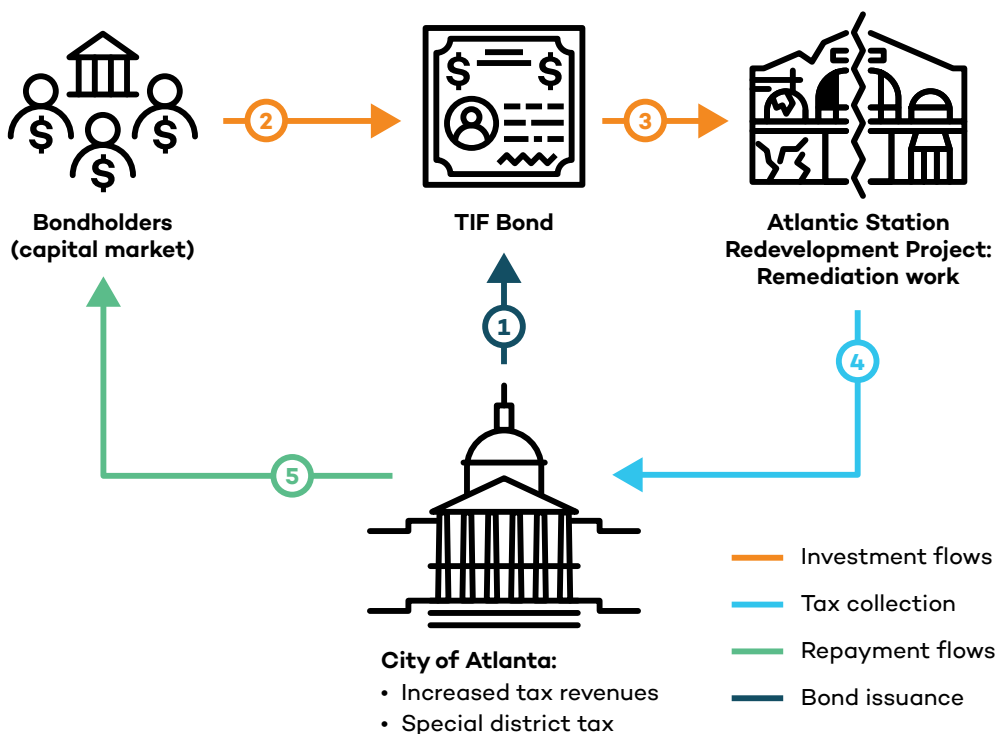 $ $ $
2
$ $
3
Bondholders
(capital market)
TIF Bond
Atlantic Station
Redevelopment Project:
Remediation work
1
4
5
City of Atlanta:
• Increased tax revenues
• Special district tax
Investment flows
Tax collection
Repayment flows
Bond issuance